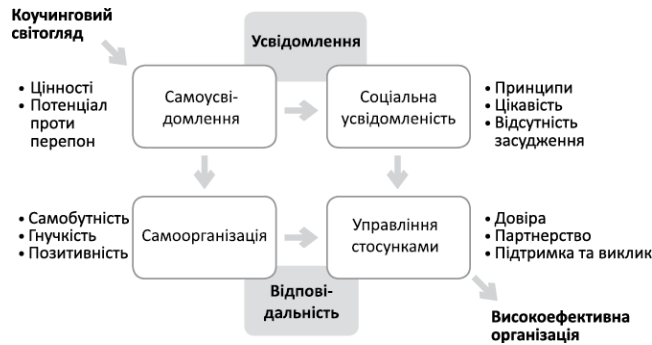 Коучинговий
світогляд
Усвідомлення
• Цінності
• Потенціал
проти
перепон
Самоусві-
домлення
Соціальна
усвідомленість
• Принципи
• Цікавість
• Відсутність
засудження
• Самобутність
• Гнучкість
• Позитивність
Самоорганізація
Управління
стосунками
• Довіра
• Партнерство
• Підтримка та виклик
Відпові-
дальність
Високоефективна
організація